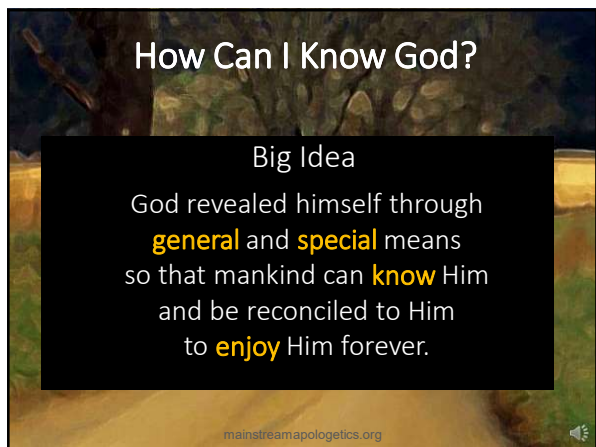 How Can I Know God?
Big Idea
God revealed himself through
general and special means
so that mankind can know Him
and be reconciled to Him
to enjoy Him forever.
mainstreamapologetics.org